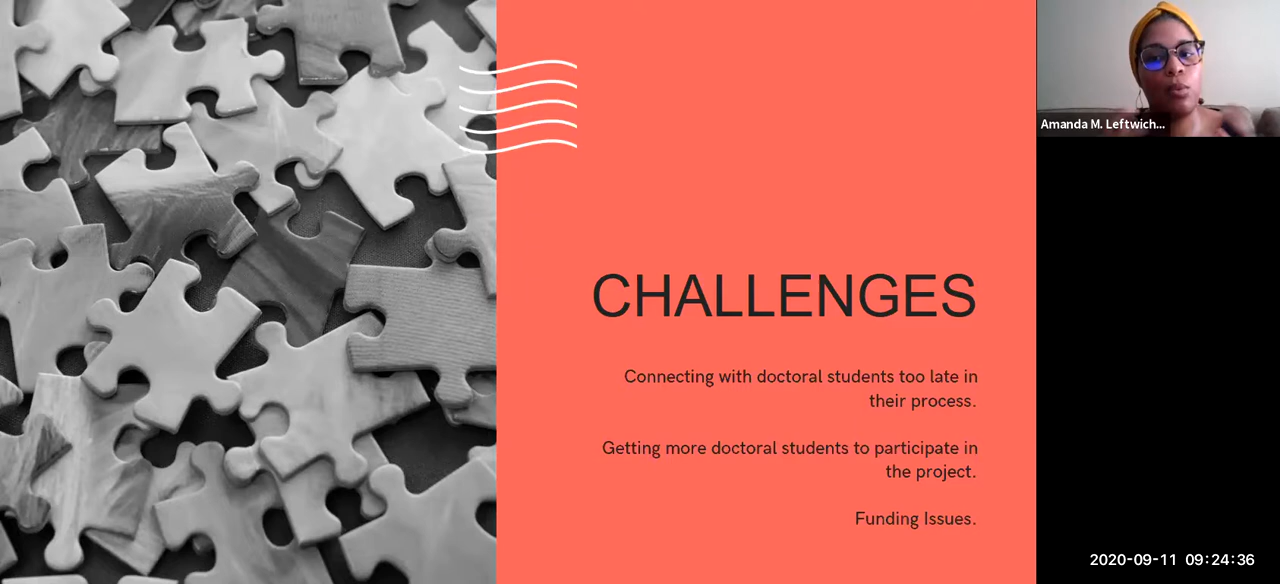 Amanda M. Leftwich...
CHALLENGES
Connecting with doctoral students too late in
their process.
Getting more doctoral students to participate in
the project.
Funding Issues.
2020-09-11 09:24:36